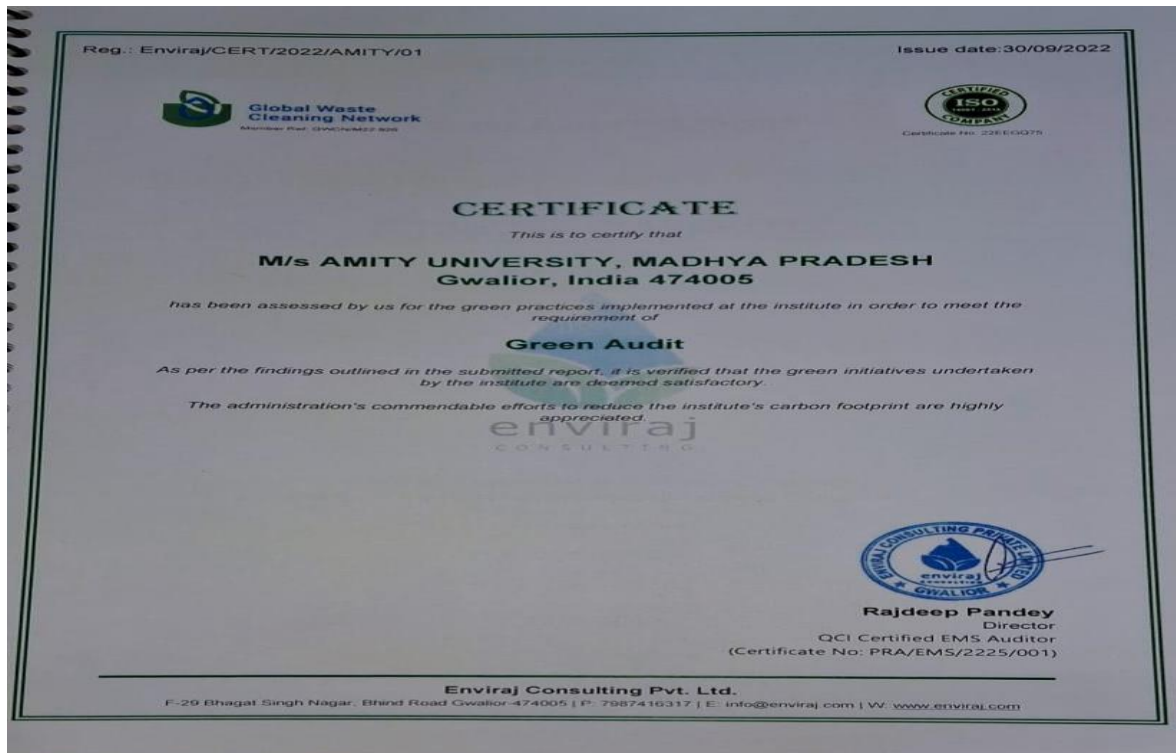 Reg.: Enviraj/CERT/2022/AMITY/01
Issue date:30/09/2022
Global Waste
Cleaning Network
CERTIFIED
ISO
COMPANY
Certificate No. 22EEOQ75
CERTIFICATE
This is to certify that
M/s AMITY UNIVERSITY, MADHYA PRADESH
Gwalior, India 474005
has been assessed by us for the green practices implemented at the institute in order to meet the
requirement of
Green Audit
As per the findings outlined in the submitted report, it is verified that the green initiatives undertaken
by the institute are deemed satisfactory.
The administration's commendable efforts to reduce the institute's carbon footprint are highly
appreciated.
enviraj
CONSULTING
ENVIRAJ CONSULTING PRIVATE LIMITED
enviraj
GWALIOR
Rajdeep Pandey
Director
QCI Certified EMS Auditor
(Certificate No: PRA/EMS/2225/001)
Enviraj Consulting Pvt. Ltd.
F-29 Bhagat Singh Nagar, Bhind Road Gwalior-474005 | P: 7987416317 | E: info@enviraj.com | W: www.enviraj.com